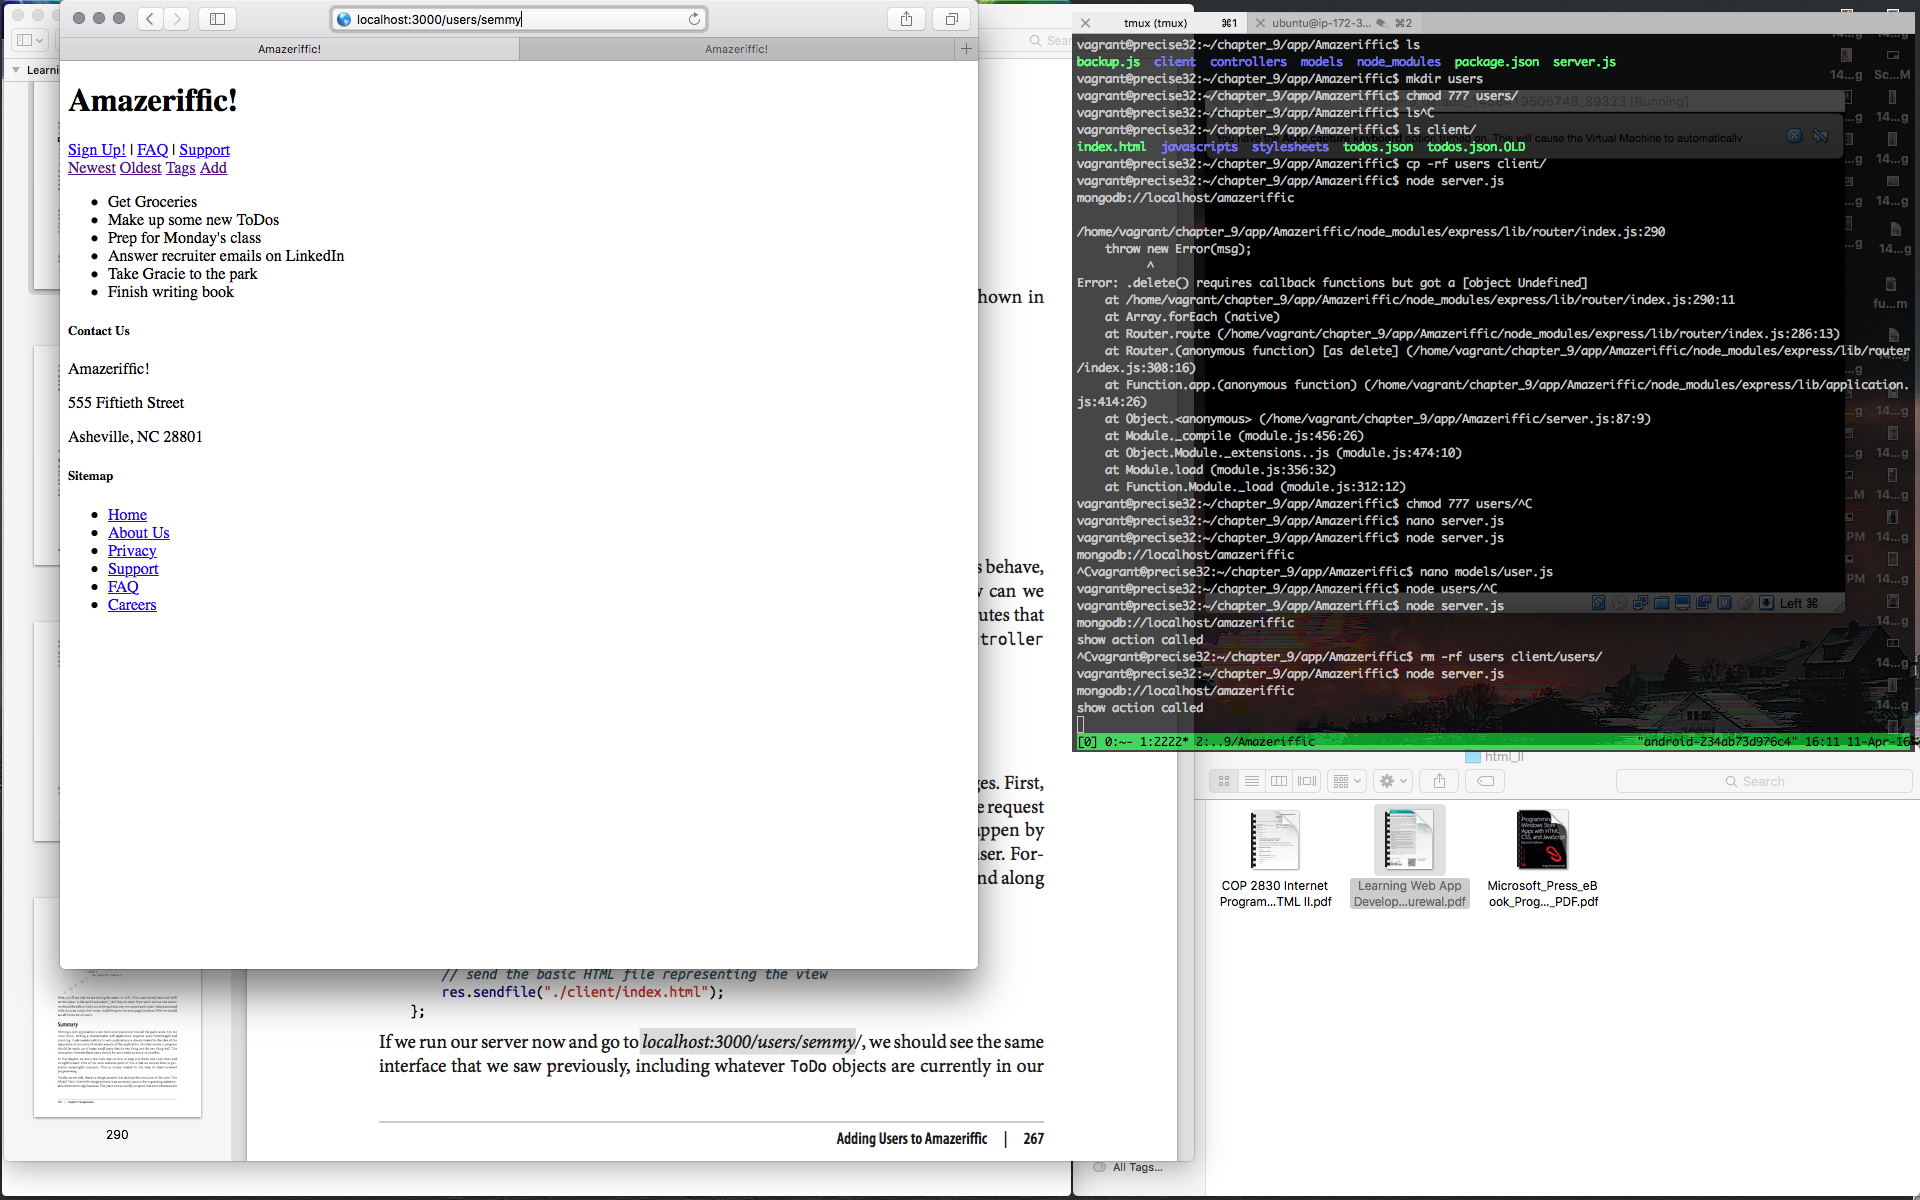 localhost:3000/users/semmy
Amazeriffic!
Amazeriffic!
Learni
Amazeriffic!
Sign Up! | FAQ | Support
Newest Oldest Tags Add
Get Groceries
Make up some new ToDos
Prep for Monday's class
Answer recruiter emails on LinkedIn
Take Gracie to the park
Finish writing book
Contact Us
Amazeriffic!
555 Fiftieth Street
Asheville, NC 28801
Sitemap
Home
About Us
Privacy
Support
FAQ
Careers
Sear
hown in
s behave,
can we
utes that
troller
es. First,
e request
ppen by
ser. For-
nd along
// send the basic HTML file representing the view
res.sendfile("./client/index.html");
};
If we run our server now and go to localhost:3000/users/semmy/, we should see the same
interface that we saw previously, including whatever ToDo objects are currently in our
Adding Users to Amazeriffic | 267
290
tmux (tmux) ⌘1
ubuntu@ip-172-3... ⌘2
vagrant@precise32:~/chapter_9/app/Amazeriffic$ ls
backup.js client controllers models node_modules package.json server.js
vagrant@precise32:~/chapter_9/app/Amazeriffic$ mkdir users
vagrant@precise32:~/chapter_9/app/Amazeriffic$ chmod 777 users/
vagrant@precise32:~/chapter_9/app/Amazeriffic$ ls^C
vagrant@precise32:~/chapter_9/app/Amazeriffic$ ls client/
index.html javascripts stylesheets todos.json todos.json.OLD
vagrant@precise32:~/chapter_9/app/Amazeriffic$ cp -rf users client/
vagrant@precise32:~/chapter_9/app/Amazeriffic$ node server.js
mongodb://localhost/amazeriffic
/home/vagrant/chapter_9/app/Amazeriffic/node_modules/express/lib/router/index.js:290
throw new Error(msg);
^
Error: .delete() requires callback functions but got a [object Undefined]
at /home/vagrant/chapter_9/app/Amazeriffic/node_modules/express/lib/router/index.js:290:11
at Array.forEach (native)
at Router.route (/home/vagrant/chapter_9/app/Amazeriffic/node_modules/express/lib/router/index.js:286:13)
at Router.(anonymous function) [as delete] (/home/vagrant/chapter_9/app/Amazeriffic/node_modules/express/lib/router
/index.js:308:16)
at Function.app.(anonymous function) (/home/vagrant/chapter_9/app/Amazeriffic/node_modules/express/lib/application.
js:414:26)
at Object.<anonymous> (/home/vagrant/chapter_9/app/Amazeriffic/server.js:87:9)
at Module._compile (module.js:456:26)
at Object.Module._extensions..js (module.js:474:10)
at Module.load (module.js:356:32)
at Function.Module._load (module.js:312:12)
vagrant@precise32:~/chapter_9/app/Amazeriffic$ chmod 777 users/^C
vagrant@precise32:~/chapter_9/app/Amazeriffic$ nano server.js
vagrant@precise32:~/chapter_9/app/Amazeriffic$ node server.js
mongodb://localhost/amazeriffic
^Cvagrant@precise32:~/chapter_9/app/Amazeriffic$ nano models/user.js
vagrant@precise32:~/chapter_9/app/Amazeriffic$ node users/^C
vagrant@precise32:~/chapter_9/app/Amazeriffic$ node server.js
mongodb://localhost/amazeriffic
show action called
^Cvagrant@precise32:~/chapter_9/app/Amazeriffic$ rm -rf users client/users/
vagrant@precise32:~/chapter_9/app/Amazeriffic$ node server.js
mongodb://localhost/amazeriffic
show action called
[0] 0:~- 1:2222* 2:..9/Amazeriffic "android-234ab73d976c4" 16:11 11-Apr-16
Left ⌘
html_II
Search
COP 2830 Internet
Program...TML II.pdf
Learning Web App
Develop...urewal.pdf
Microsoft_Press_eB
ook_Prog..._PDF.pdf
All Tags...